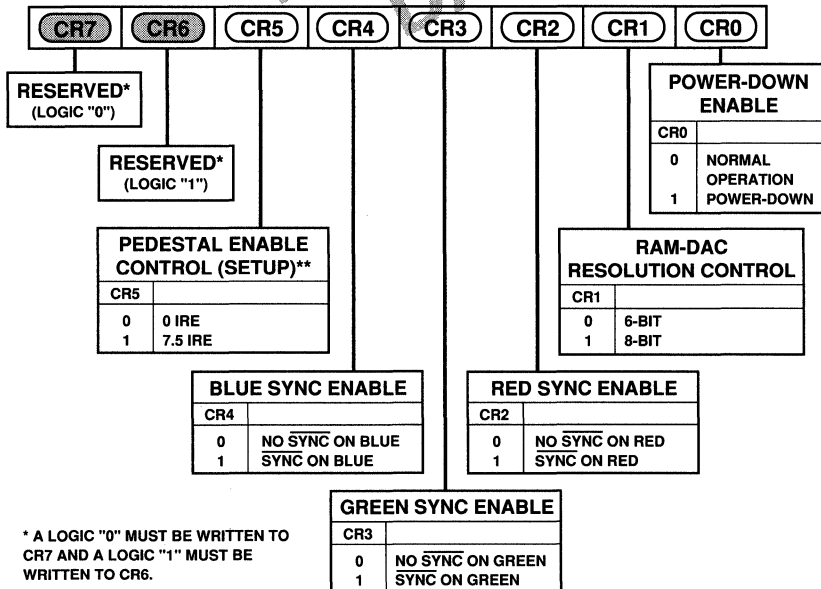 CR7 CR6 CR5 CR4 CR3 CR2 CR1 CR0
RESERVED*
(LOGIC "0")
RESERVED*
(LOGIC "1")
PEDESTAL ENABLE
CONTROL (SETUP)**
CR5
0 0 IRE
1 7.5 IRE
BLUE SYNC ENABLE
CR4
0 NO SYNC ON BLUE
1 SYNC ON BLUE
GREEN SYNC ENABLE
CR3
0 NO SYNC ON GREEN
1 SYNC ON GREEN
RED SYNC ENABLE
CR2
0 NO SYNC ON RED
1 SYNC ON RED
RAM-DAC
RESOLUTION CONTROL
CR1
0 6-BIT
1 8-BIT
POWER-DOWN
ENABLE
CR0
0 NORMAL
OPERATION
1 POWER-DOWN
* A LOGIC "0" MUST BE WRITTEN TO
CR7 AND A LOGIC "1" MUST BE
WRITTEN TO CR6.